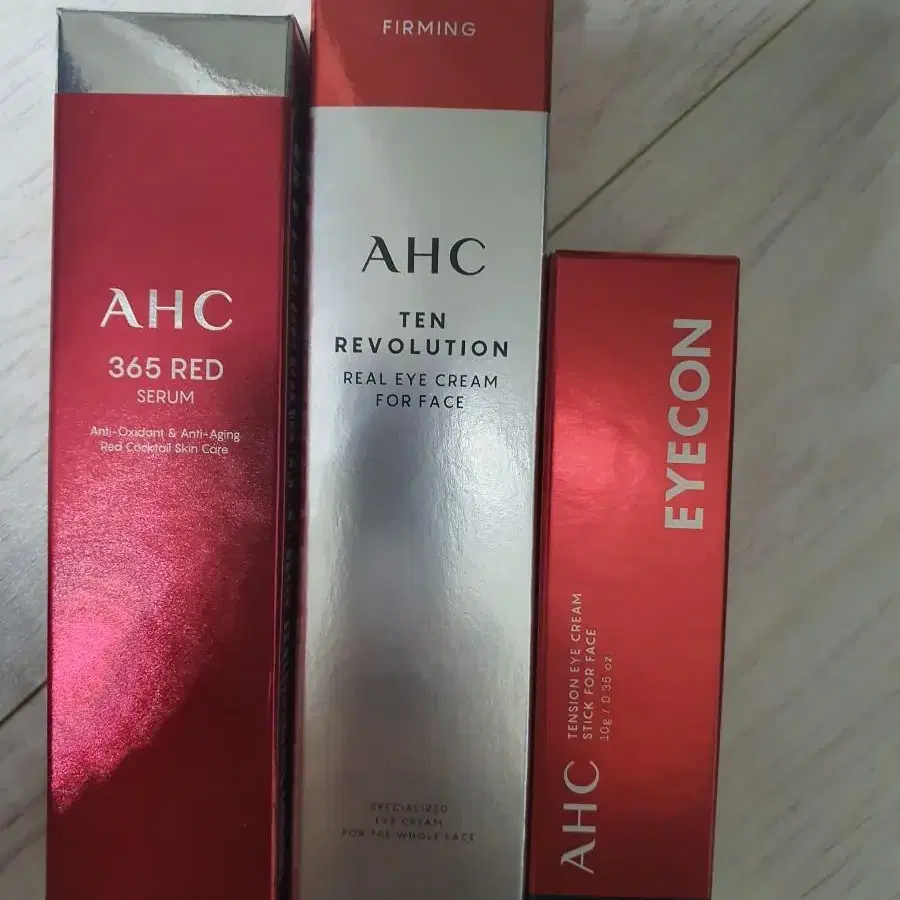 AHC
365 RED
SERUM
Anti-Oxidant & Anti-Aging
Red Cocktail Skin Care
FIRMING
AHC
TEN
REVOLUTION
REAL EYE CREAM
FOR FACE
SPECIALIZED
EYE CREAM
FOR THE WHOLE FACE
EYECON
AHC
TENSION EYE CREAM
STICK FOR FACE
10g / 0.35 oz